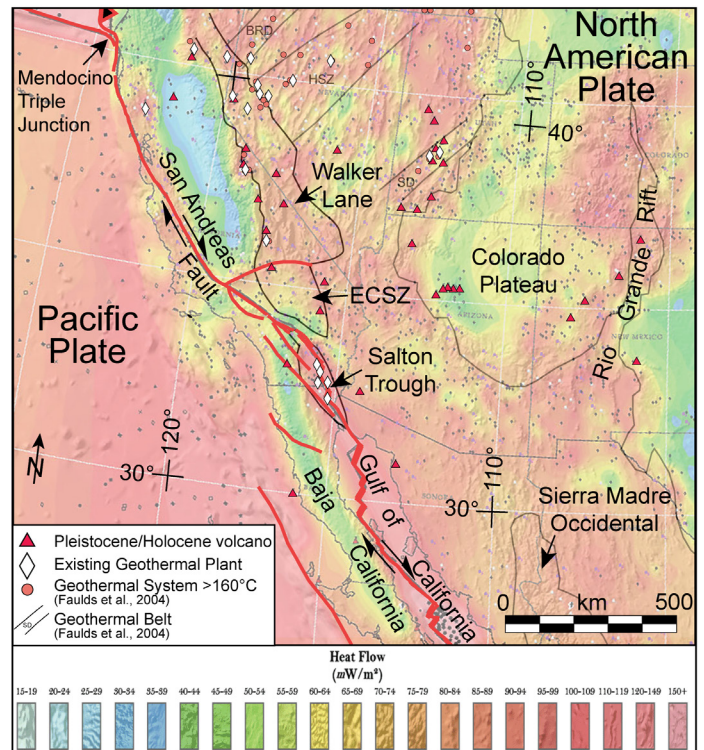 BRD
HSZ
NEVADA
North
American
Plate
110°
40°
Mendocino
Triple
Junction
COLORADO
San Andreas
Fault
Walker
Lane
SD
Rio Grande Rift
Colorado
Plateau
ARIZONA
NEW MEXICO
ECSZ
Pacific
Plate
Salton
Trough
120°
30°
N
Baja
California
Gulf of
California
SONORA
110°
30°
Sierra Madre
Occidental
Pleistocene/Holocene volcano
Existing Geothermal Plant
Geothermal System >160°C
(Faulds et al., 2004)
SD
Geothermal Belt
(Faulds et al., 2004)
0 km 500
Heat Flow
(mW/m²)
15-19 20-24 25-29 30-34 35-59 40-44 45-49 50-54 55-59 60-64 65-69 70-74 75-79 80-84 85-89 90-94 95-99 100-109 110-119 120-149 150+